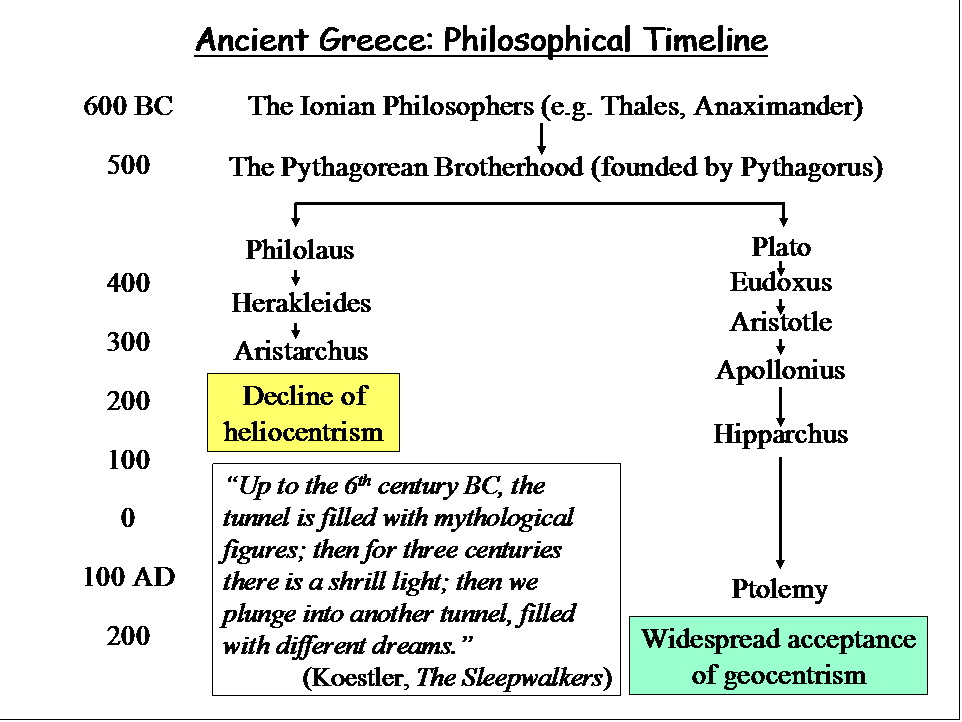 Ancient Greece: Philosophical Timeline
600 BC
The Ionian Philosophers (e.g. Thales, Anaximander)
500
The Pythagorean Brotherhood (founded by Pythagorus)
Philolaus
Plato
400
Eudoxus
Herakleides
Aristotle
300
Aristarchus
Apollonius
200
Decline of
heliocentrism
Hipparchus
100
0
100 AD
200
“Up to the 6th century BC, the
tunnel is filled with mythological
figures; then for three centuries
there is a shrill light; then we
plunge into another tunnel, filled
with different dreams.”
(Koestler, The Sleepwalkers)
Ptolemy
Widespread acceptance
of geocentrism